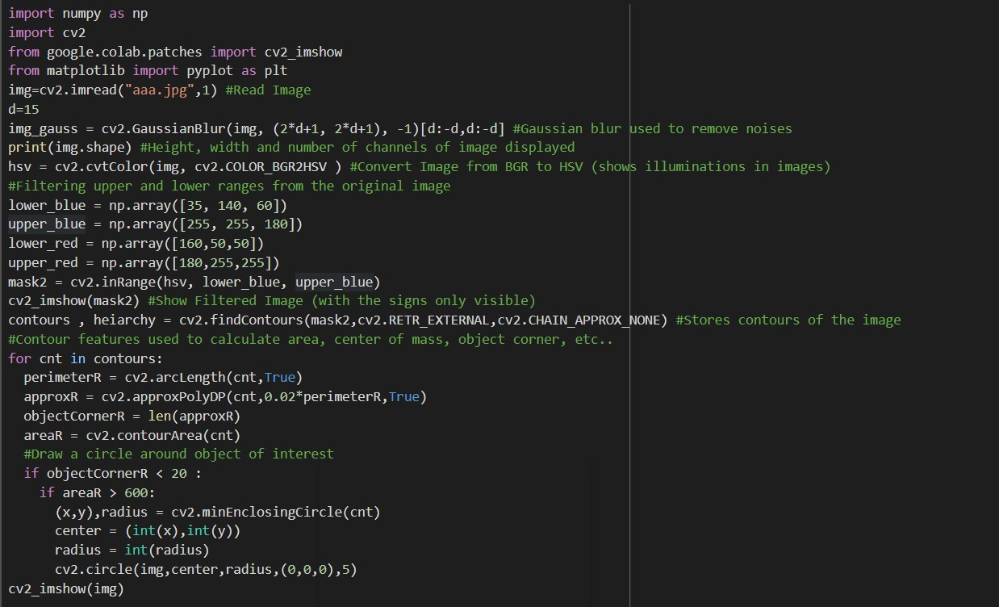 import numpy as np
import cv2
from google.colab.patches import cv2_imshow
from matplotlib import pyplot as plt
img=cv2.imread("aaa.jpg",1) #Read Image
d=15
img_gauss = cv2.GaussianBlur(img, (2*d+1, 2*d+1), -1)[d:-d,d:-d] #Gaussian blur used to remove noises
print(img.shape) #Height, width and number of channels of image displayed
hsv = cv2.cvtColor(img, cv2.COLOR_BGR2HSV ) #Convert Image from BGR to HSV (shows illuminations in images)
#Filtering upper and lower ranges from the original image
lower_blue = np.array([35, 140, 60])
upper_blue = np.array([255, 255, 180])
lower_red = np.array([160,50,50])
upper_red = np.array([180,255,255])
mask2 = cv2.inRange(hsv, lower_blue, upper_blue)
cv2_imshow(mask2) #Show Filtered Image (with the signs only visible)
contours , heiarchy = cv2.findContours(mask2,cv2.RETR_EXTERNAL,cv2.CHAIN_APPROX_NONE) #Stores contours of the image
#Contour features used to calculate area, center of mass, object corner, etc..
for cnt in contours:
  perimeterR = cv2.arcLength(cnt,True)
  approxR = cv2.approxPolyDP(cnt,0.02*perimeterR,True)
  objectCornerR = len(approxR)
  areaR = cv2.contourArea(cnt)
  #Draw a circle around object of interest
  if objectCornerR < 20 :
    if areaR > 600:
      (x,y),radius = cv2.minEnclosingCircle(cnt)
      center = (int(x),int(y))
      radius = int(radius)
      cv2.circle(img,center,radius,(0,0,0),5)
cv2_imshow(img)